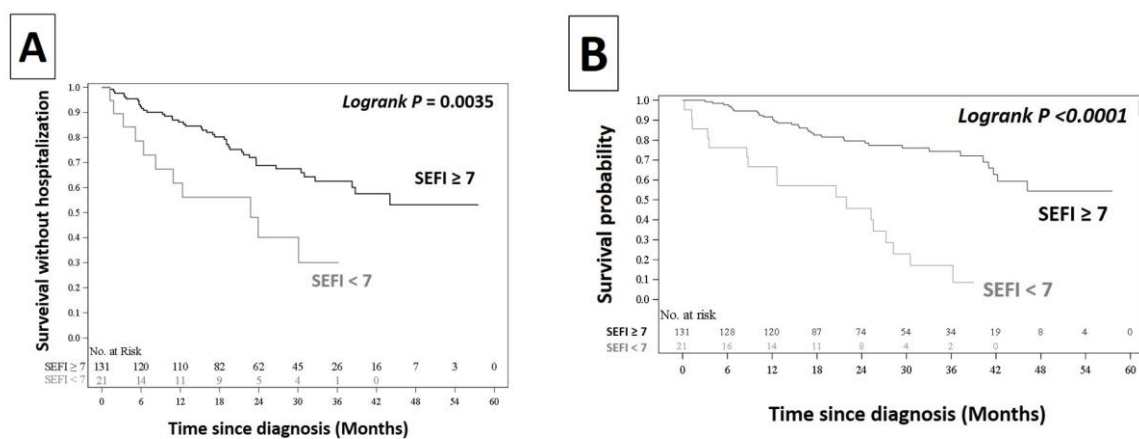 A
Surveival without hospitalization
1.0
0.9
0.8
0.7
0.6
0.5
0.4
0.3
0.2
0.1
0.0
Logrank P = 0.0035
SEFI ≥ 7
SEFI < 7
No. at Risk
SEFI ≥ 7 131 120 110 82 62 45 26 16 7 3 0
SEFI < 7 21 14 11 9 5 4 1 0
0 6 12 18 24 30 36 42 48 54 60
Time since diagnosis (Months)
B
Survival probability
1.0
0.9
0.8
0.7
0.6
0.5
0.4
0.3
0.2
0.1
0.0
Logrank P <0.0001
SEFI ≥ 7
SEFI < 7
No. at risk
SEFI ≥ 7 131 128 120 87 74 54 34 19 8 4 0
SEFI < 7 21 16 14 11 8 4 2 0
0 6 12 18 24 30 36 42 48 54 60
Time since diagnosis (Months)